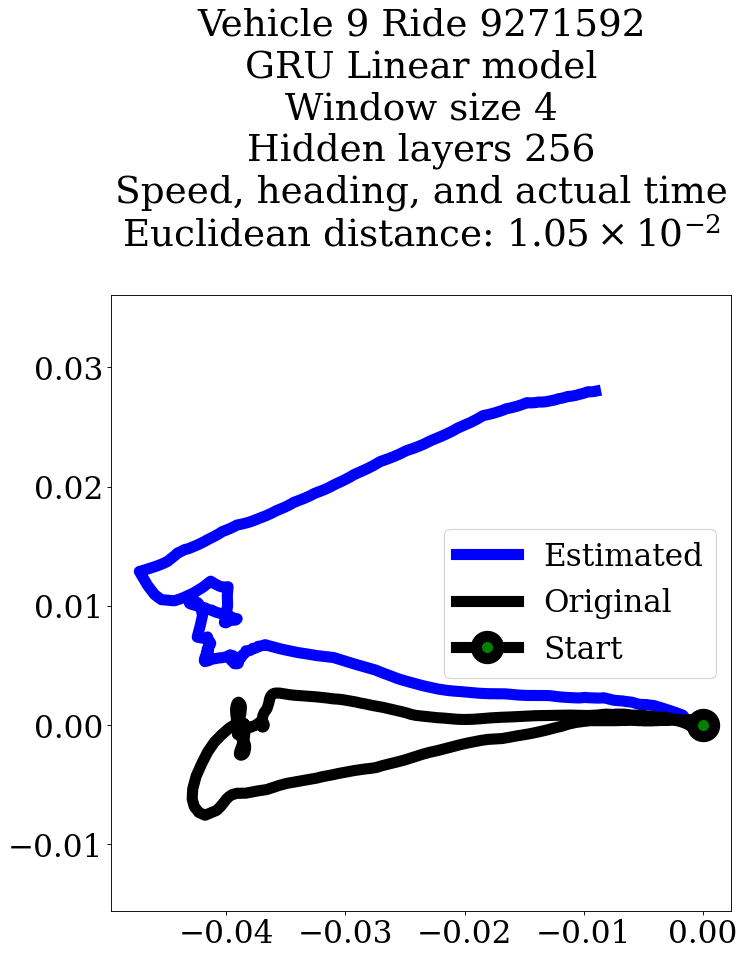 Vehicle 9 Ride 9271592
GRU Linear model
Window size 4
Hidden layers 256
Speed, heading, and actual time
Euclidean distance: 1.05 × 10⁻²
0.03
0.02
0.01
0.00
−0.01
Estimated
Original
Start
−0.04 −0.03 −0.02 −0.01 0.00